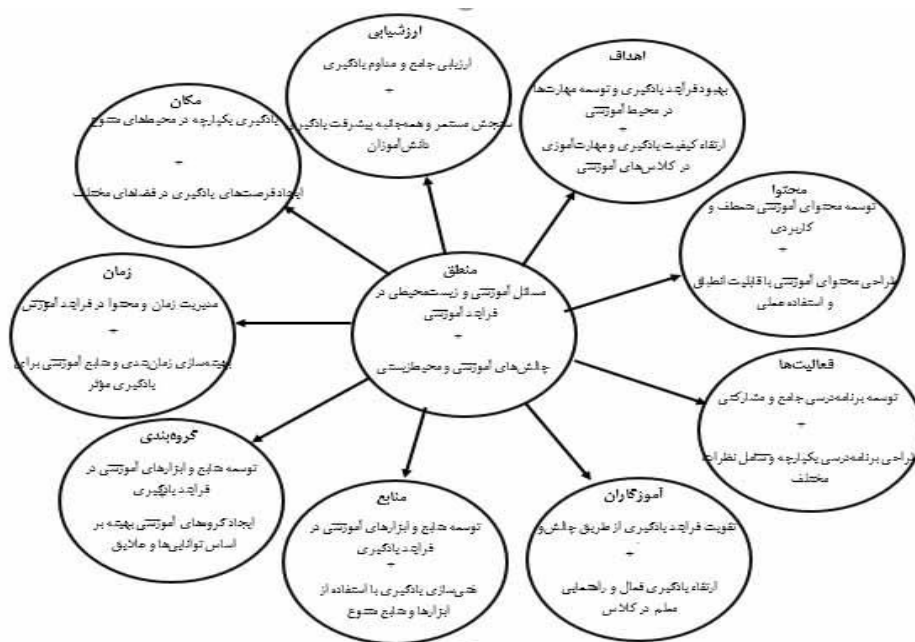 ارزشیابی
ارزیابی جامع و مداوم یادگیری
+
سنجش مستمر و همه‌جانبه پیشرفت یادگیری
دانش‌آموزان
اهداف
بهبود فرآیند یادگیری و توسعه مهارت‌ها
در محیط آموزشی
+
ارتقاء کیفیت یادگیری و مهارت‌آموزی
در کلاس‌های آموزشی
محتوا
توسعه محتوای آموزشی منعطف و
کاربردی
+
طراحی محتوای آموزشی با قابلیت انطباق
و استفاده عملی
فعالیت‌ها
توسعه برنامه‌درسی جامع و مشارکتی
+
طراحی برنامه‌درسی یکپارچه و شامل نظرات
مختلف
آموزگاران
تقویت فرایند یادگیری از طریق چالش‌و
+
ارتقاء یادگیری فعال و راهنمایی
معلم در کلاس
منابع
توسعه منابع و ابزارهای آموزشی در
فرایند یادگیری
+
غنی‌سازی یادگیری با استفاده از
ابزارها و منابع متنوع
گروه‌بندی
توسعه منابع و ابزارهای آموزشی در
فرایند یادگیری
ایجاد گروه‌های آموزشی بهینه بر
اساس توانایی‌ها و علایق
زمان
مدیریت زمان و محتوا در فرایند آموزش
+
بهینه‌سازی زمان‌بندی و منابع آموزشی برای
یادگیری مؤثر
مکان
یادگیری یکپارچه در محیط‌های متنوع
+
ایجاد فرصت‌های یادگیری در فضاهای مختلف
منطق
مسائل آموزشی و زیست‌محیطی در
فرایند آموزشی
+
چالش‌های آموزشی و محیط‌زیستی